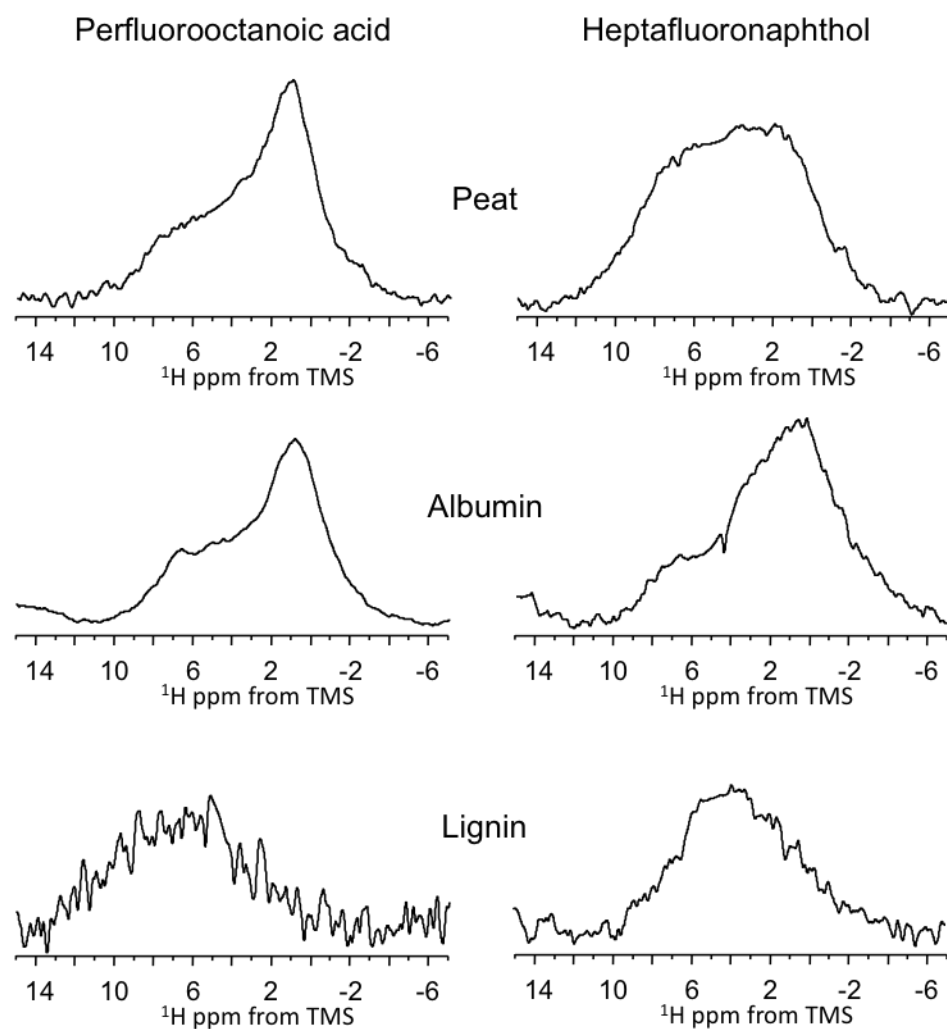 Perfluorooctanoic acid Heptafluoronaphthol
Peat
14 10 6 2 -2 -6 14 10 6 2 -2 -6
¹H ppm from TMS ¹H ppm from TMS
Albumin
14 10 6 2 -2 -6 14 10 6 2 -2 -6
¹H ppm from TMS ¹H ppm from TMS
Lignin
14 10 6 2 -2 -6 14 10 6 2 -2 -6
¹H ppm from TMS ¹H ppm from TMS